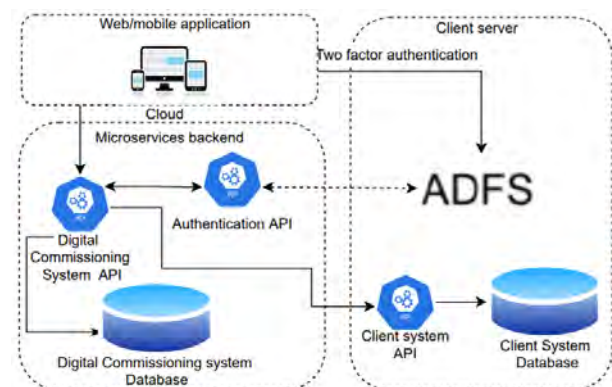 Web/mobile application
Client server
Two factor authentication
Cloud
Microservices backend
ADFS
Authentication API
Digital
Commissioning
System API
Client system
API
Client System
Database
Digital Commissioning system
Database